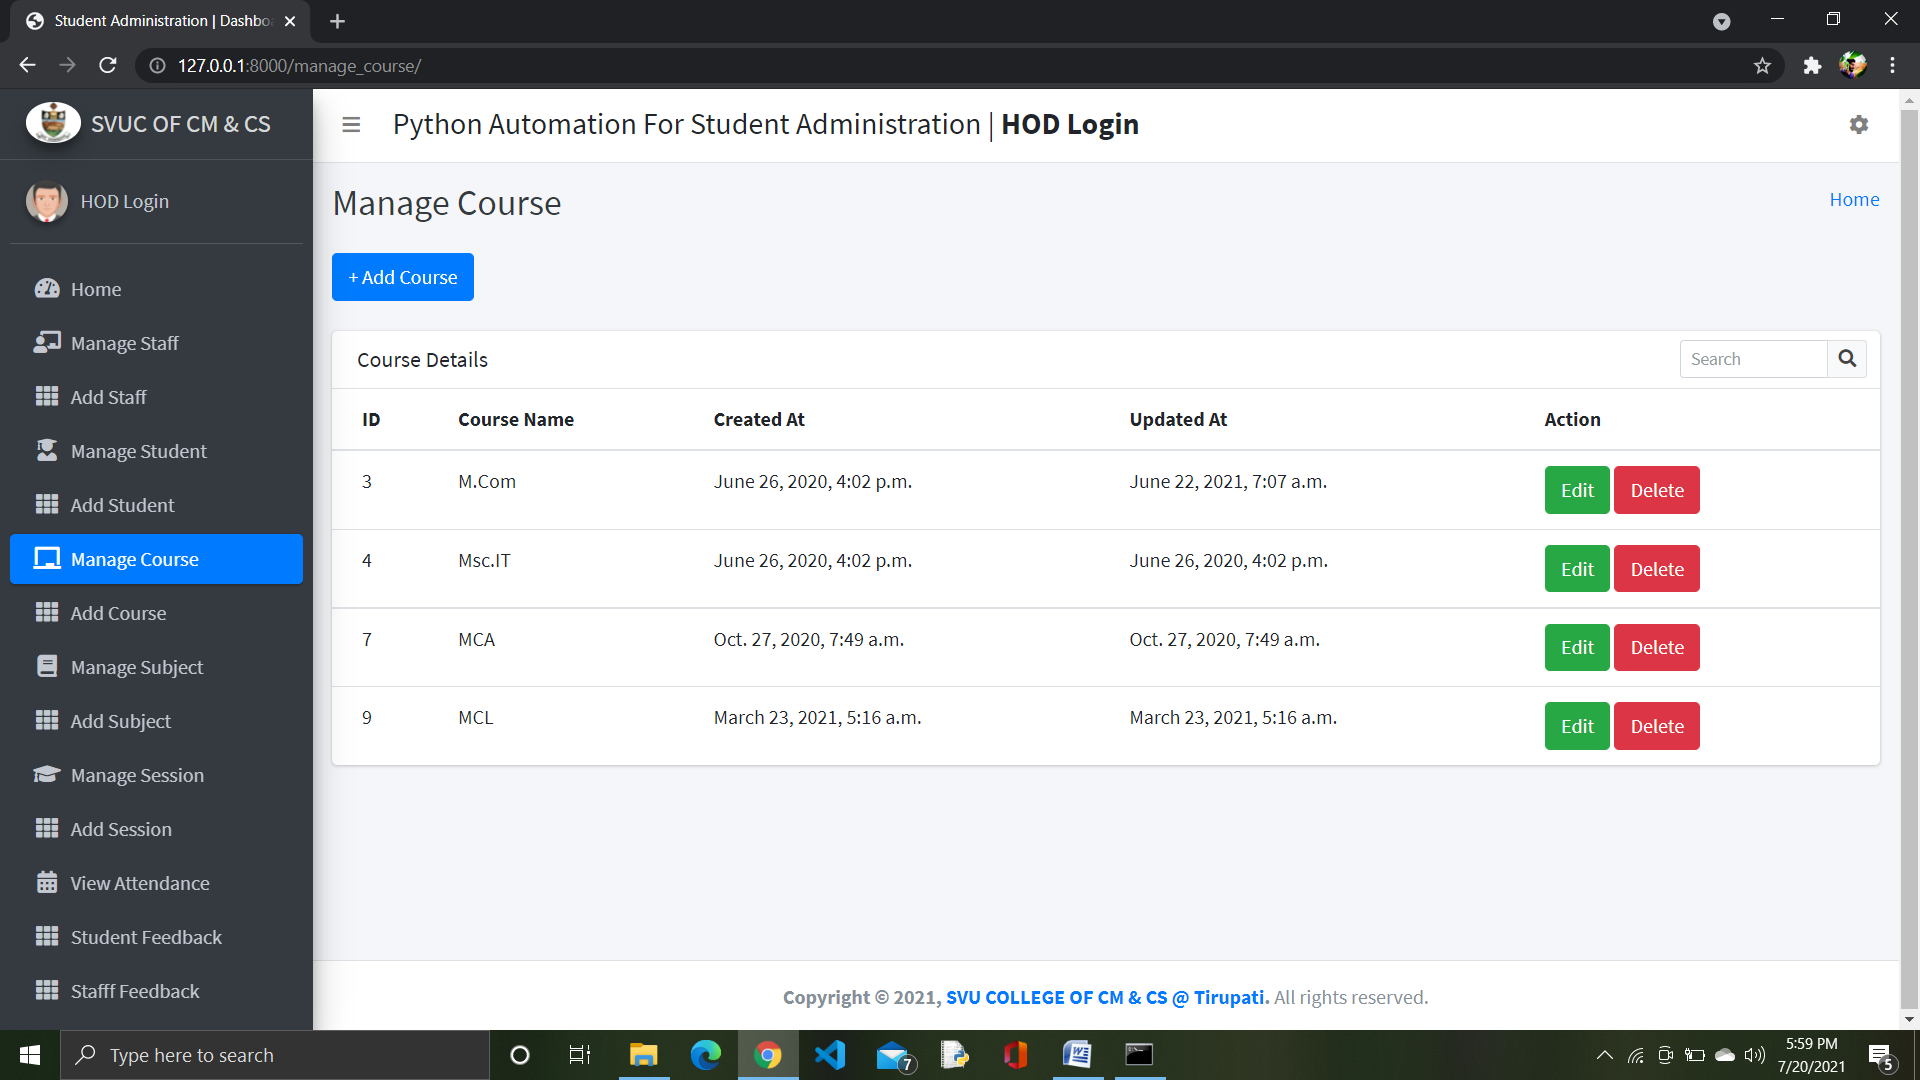 Student Administration | Dashbo
127.0.0.1:8000/manage_course/
SVUC OF CM & CS
Python Automation For Student Administration | HOD Login
HOD Login
Home
Manage Staff
Add Staff
Manage Student
Add Student
Manage Course
Add Course
Manage Subject
Add Subject
Manage Session
Add Session
View Attendance
Student Feedback
Stafff Feedback
Manage Course
Home
+ Add Course
Course Details
Search
ID Course Name Created At Updated At Action
3 M.Com June 26, 2020, 4:02 p.m. June 22, 2021, 7:07 a.m. Edit Delete
4 Msc.IT June 26, 2020, 4:02 p.m. June 26, 2020, 4:02 p.m. Edit Delete
7 MCA Oct. 27, 2020, 7:49 a.m. Oct. 27, 2020, 7:49 a.m. Edit Delete
9 MCL March 23, 2021, 5:16 a.m. March 23, 2021, 5:16 a.m. Edit Delete
Copyright © 2021, SVU COLLEGE OF CM & CS @ Tirupati. All rights reserved.
Type here to search
7
5:59 PM
7/20/2021
5